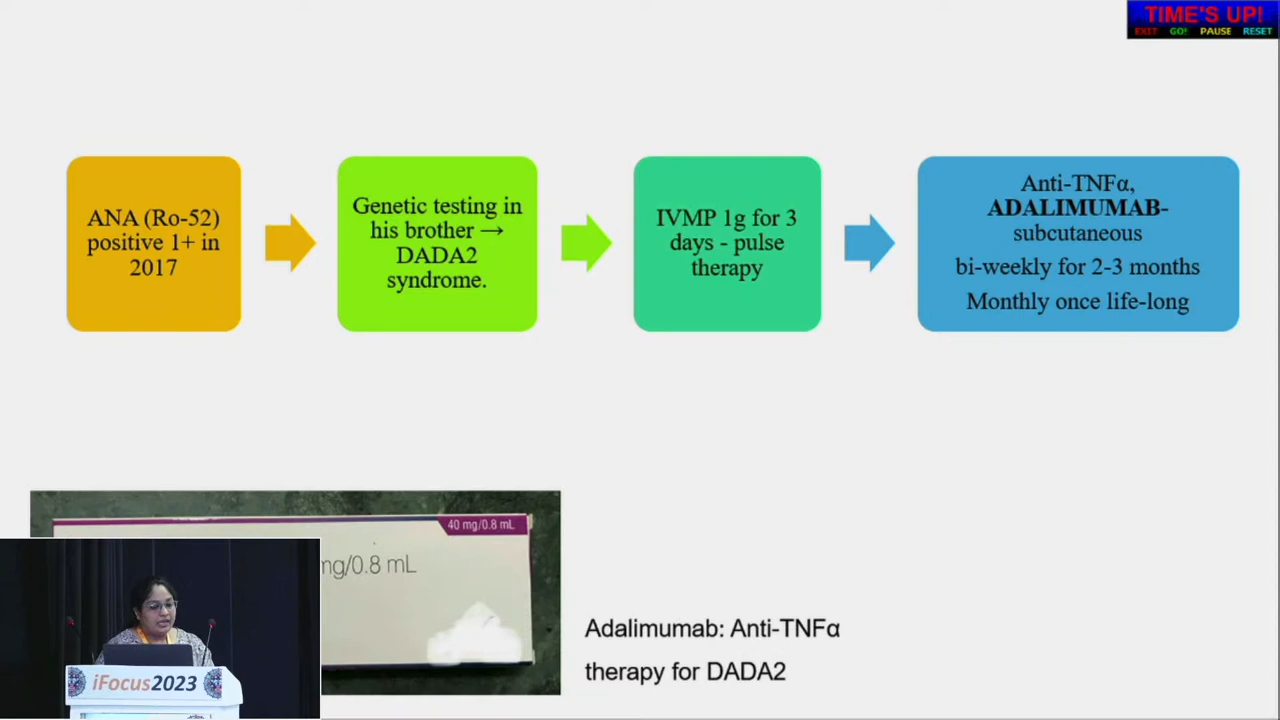 TIME'S UP!
EXIT GO! PAUSE RESET
ANA (Ro-52)
positive 1+ in
2017
Genetic testing in
his brother →
DADA2
syndrome.
IVMP 1g for 3
days - pulse
therapy
Anti-TNFα,
ADALIMUMAB-
subcutaneous
bi-weekly for 2-3 months
Monthly once life-long
40 mg/0.8 mL
mg/0.8 mL
Adalimumab: Anti-TNFα
therapy for DADA2
iFocus2023